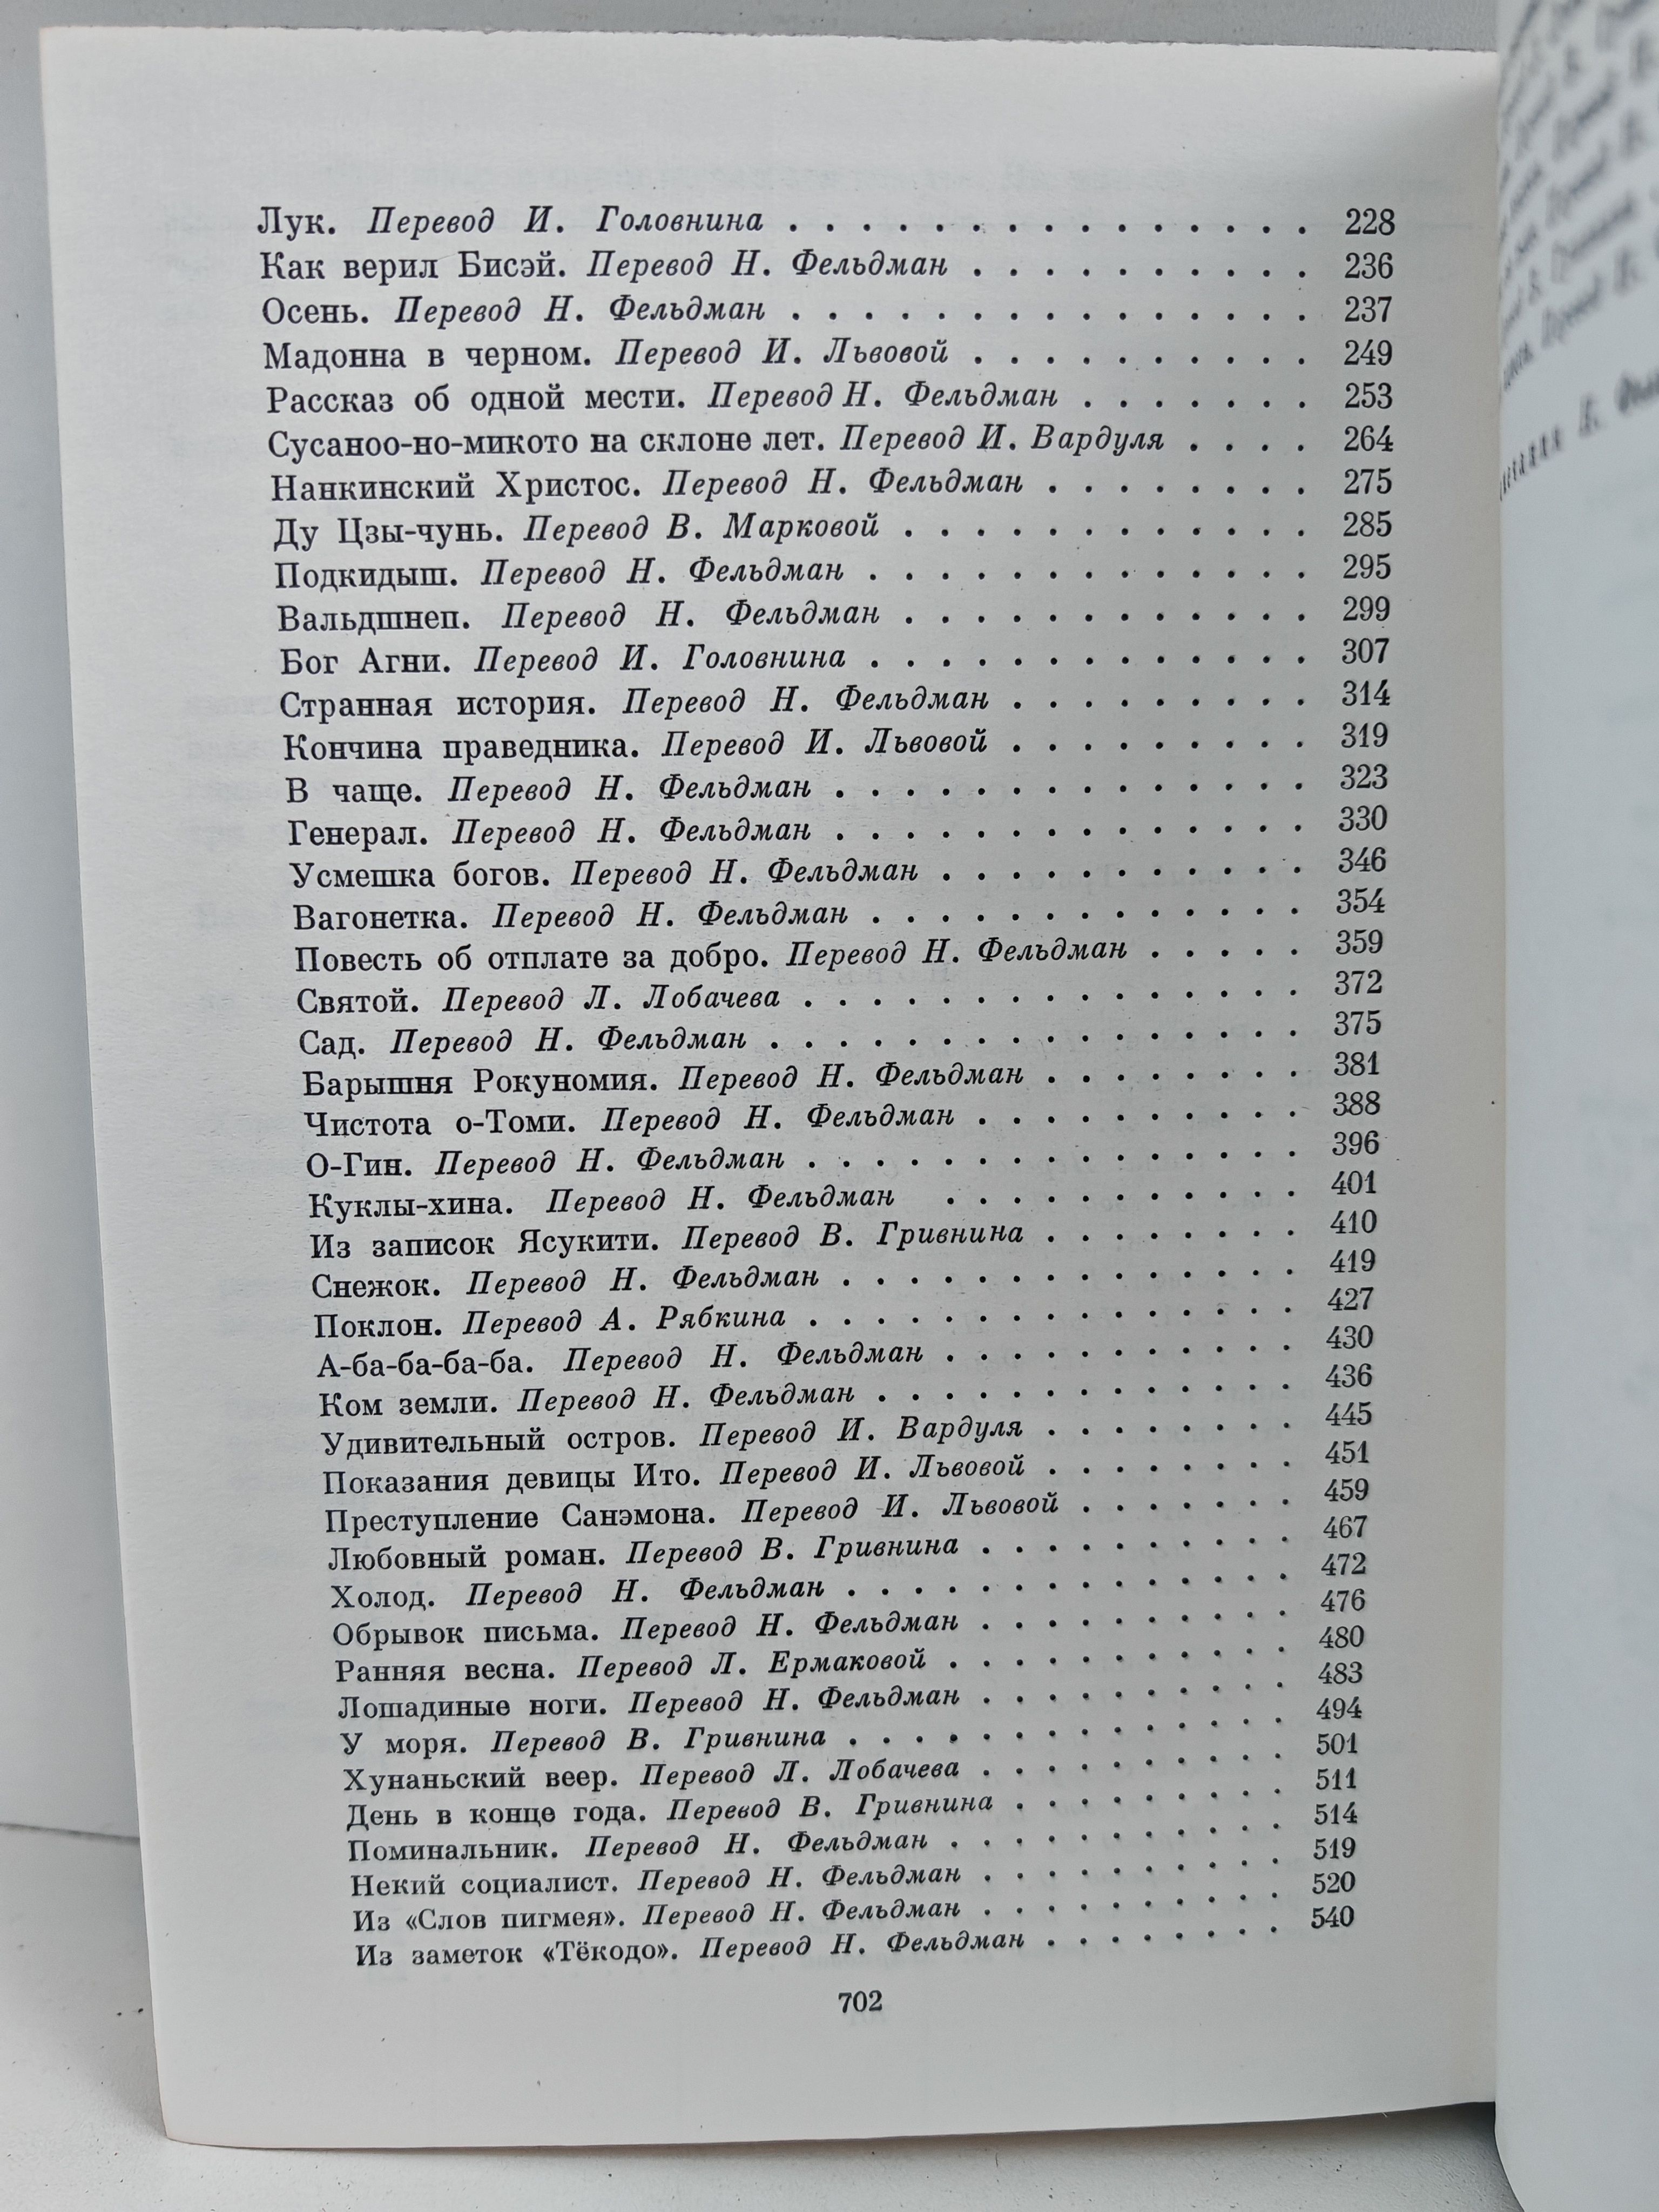 Лук. Перевод И. Головнина . . . . . . . . . . . . . . . 228
Как верил Бисэй. Перевод Н. Фельдман . . . . . . . . . . 236
Осень. Перевод Н. Фельдман . . . . . . . . . . . . . . . 237
Мадонна в черном. Перевод И. Львовой . . . . . . . . . . 249
Рассказ об одной мести. Перевод Н. Фельдман . . . . . . . 253
Сусаноо-но-микото на склоне лет. Перевод И. Вардуля . . . . 264
Нанкинский Христос. Перевод Н. Фельдман . . . . . . . . 275
Ду Цзы-чунь. Перевод В. Марковой . . . . . . . . . . . . 285
Подкидыш. Перевод Н. Фельдман . . . . . . . . . . . . . 295
Вальдшнеп. Перевод Н. Фельдман . . . . . . . . . . . . 299
Бог Агни. Перевод И. Головнина . . . . . . . . . . . . . 307
Странная история. Перевод Н. Фельдман . . . . . . . . . 314
Кончина праведника. Перевод И. Львовой . . . . . . . . . 319
В чаще. Перевод Н. Фельдман . . . . . . . . . . . . . . 323
Генерал. Перевод Н. Фельдман . . . . . . . . . . . . . . 330
Усмешка богов. Перевод Н. Фельдман . . . . . . . . . . . 346
Вагонетка. Перевод Н. Фельдман . . . . . . . . . . . . . 354
Повесть об отплате за добро. Перевод Н. Фельдман . . . . . 359
Святой. Перевод Л. Лобачева . . . . . . . . . . . . . . . 372
Сад. Перевод Н. Фельдман . . . . . . . . . . . . . . . . 375
Барышня Рокуномия. Перевод Н. Фельдман . . . . . . . . 381
Чистота о-Томи. Перевод Н. Фельдман . . . . . . . . . . 388
О-Гин. Перевод Н. Фельдман . . . . . . . . . . . . . . . 396
Куклы-хина. Перевод Н. Фельдман . . . . . . . . . . . 401
Из записок Ясукити. Перевод В. Гривнина . . . . . . . . 410
Снежок. Перевод Н. Фельдман . . . . . . . . . . . . . . 419
Поклон. Перевод А. Рябкина . . . . . . . . . . . . . . . 427
А-ба-ба-ба-ба. Перевод Н. Фельдман . . . . . . . . . . . 430
Ком земли. Перевод Н. Фельдман . . . . . . . . . . . . . 436
Удивительный остров. Перевод И. Вардуля . . . . . . . . 445
Показания девицы Ито. Перевод И. Львовой . . . . . . . . 451
Преступление Санэмона. Перевод И. Львовой . . . . . . . 459
Любовный роман. Перевод В. Гривнина . . . . . . . . . . 467
Холод. Перевод Н. Фельдман . . . . . . . . . . . . . . 472
Обрывок письма. Перевод Н. Фельдман . . . . . . . . . . 476
Ранняя весна. Перевод Л. Ермаковой . . . . . . . . . . . 480
Лошадиные ноги. Перевод Н. Фельдман . . . . . . . . . . 483
У моря. Перевод В. Гривнина . . . . . . . . . . . . . . 494
Хунаньский веер. Перевод Л. Лобачева . . . . . . . . . . 501
День в конце года. Перевод В. Гривнина . . . . . . . . . 511
Поминальник. Перевод Н. Фельдман . . . . . . . . . . . 514
Некий социалист. Перевод Н. Фельдман . . . . . . . . . . 519
Из «Слов пигмея». Перевод Н. Фельдман . . . . . . . . . . 520
Из заметок «Тёкодо». Перевод Н. Фельдман . . . . . . . . 540
702